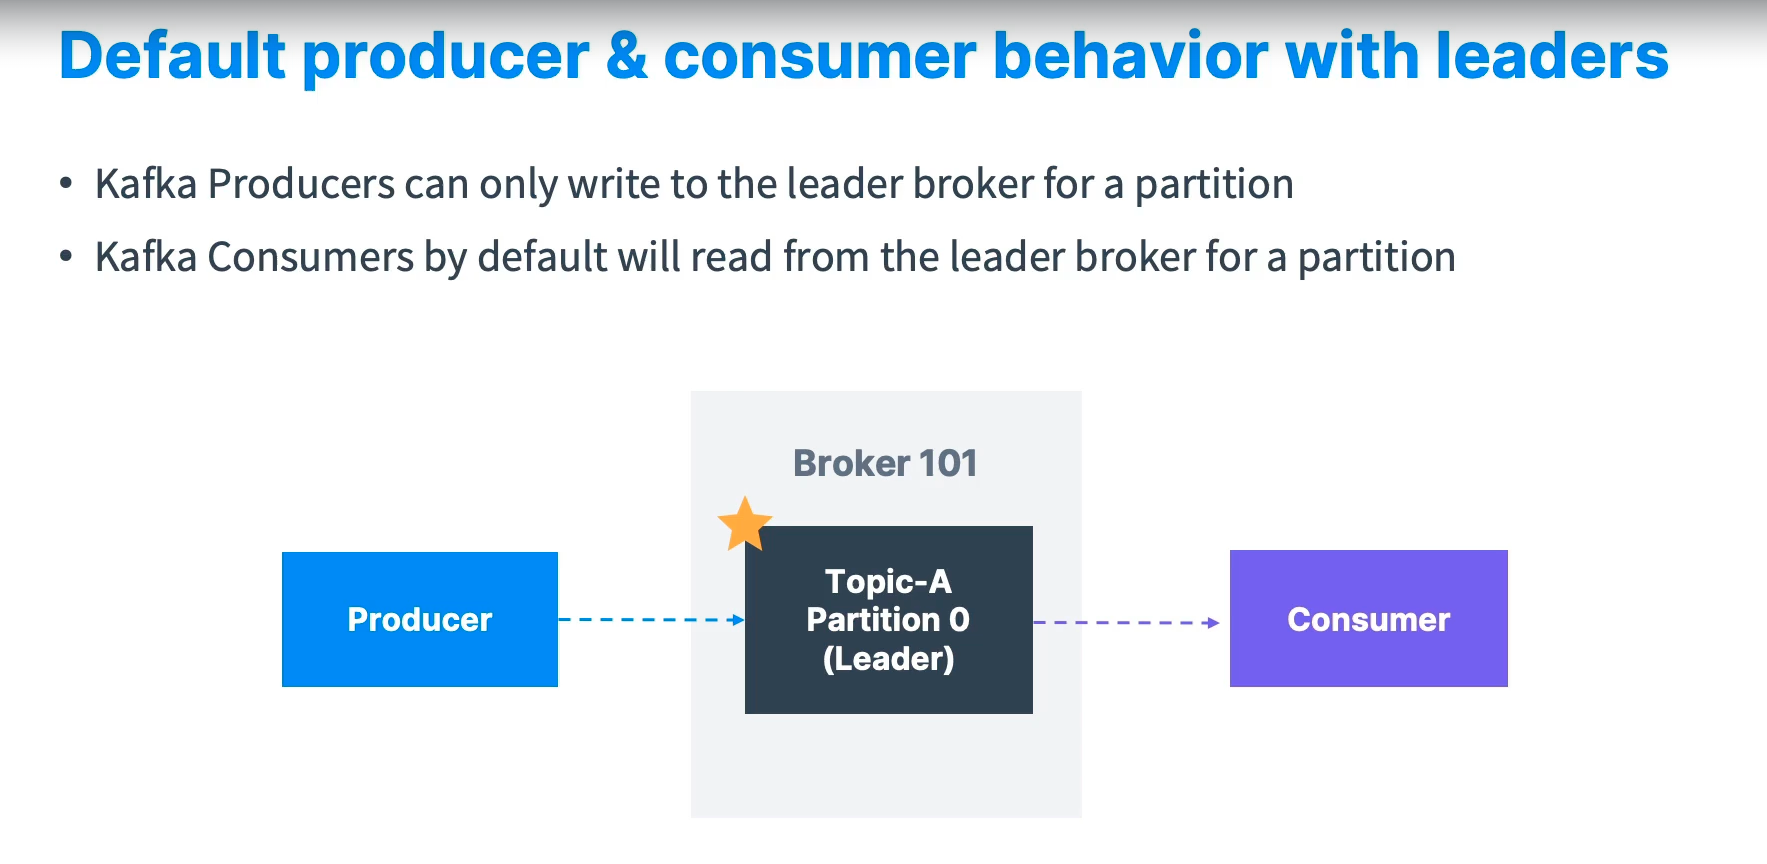 Default producer & consumer behavior with leaders
• Kafka Producers can only write to the leader broker for a partition
• Kafka Consumers by default will read from the leader broker for a partition
Broker 101
Producer
Topic-A
Partition 0
(Leader)
Consumer